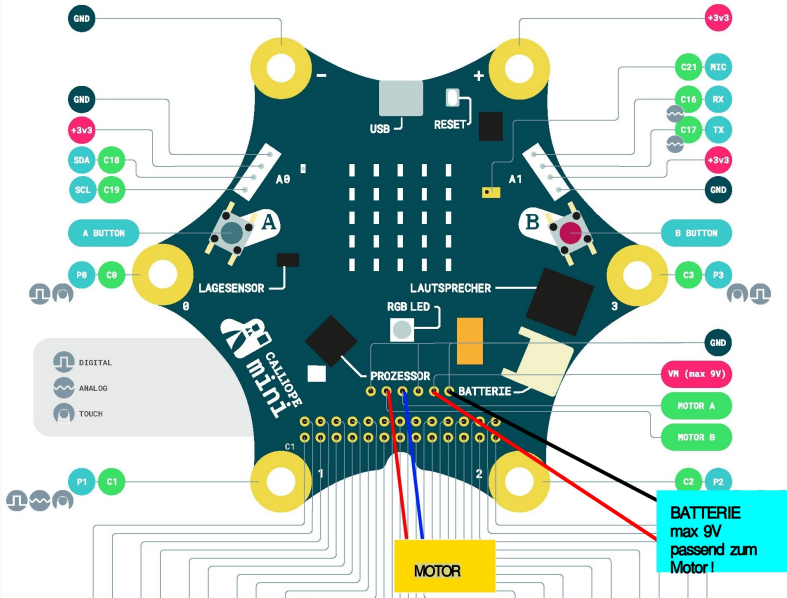 GND
+3v3
C21 MIC
GND
C16 RX
+3v3
C17 TX
SDA C18
+3v3
SCL C19
GND
A BUTTON
B BUTTON
P0 C0
C3 P3
- +
USB
RESET
A0
A1
A
B
LAGESENSOR
LAUTSPRECHER
0
3
RGB LED
CALLIOPE
mini
PROZESSOR
BATTERIE
DIGITAL
ANALOG
TOUCH
GND
VM (max 9V)
MOTOR A
MOTOR B
C1
1
2
P1 C1
C2 P2
MOTOR
BATTERIE
max 9V
passend zum
Motor !